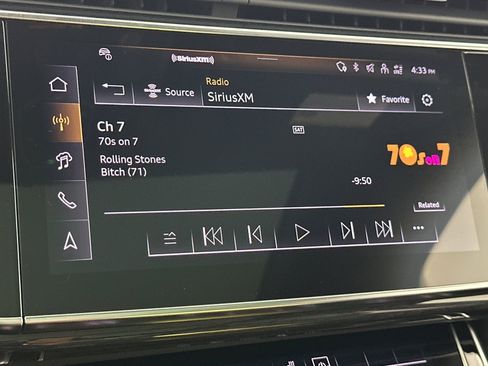 ((SiriusXM))
4:33 PM
Radio
SiriusXM
Source
Favorite
Ch 7
70s on 7
SAT
Rolling Stones
Bitch (71)
70s on 7
-9:50
Related